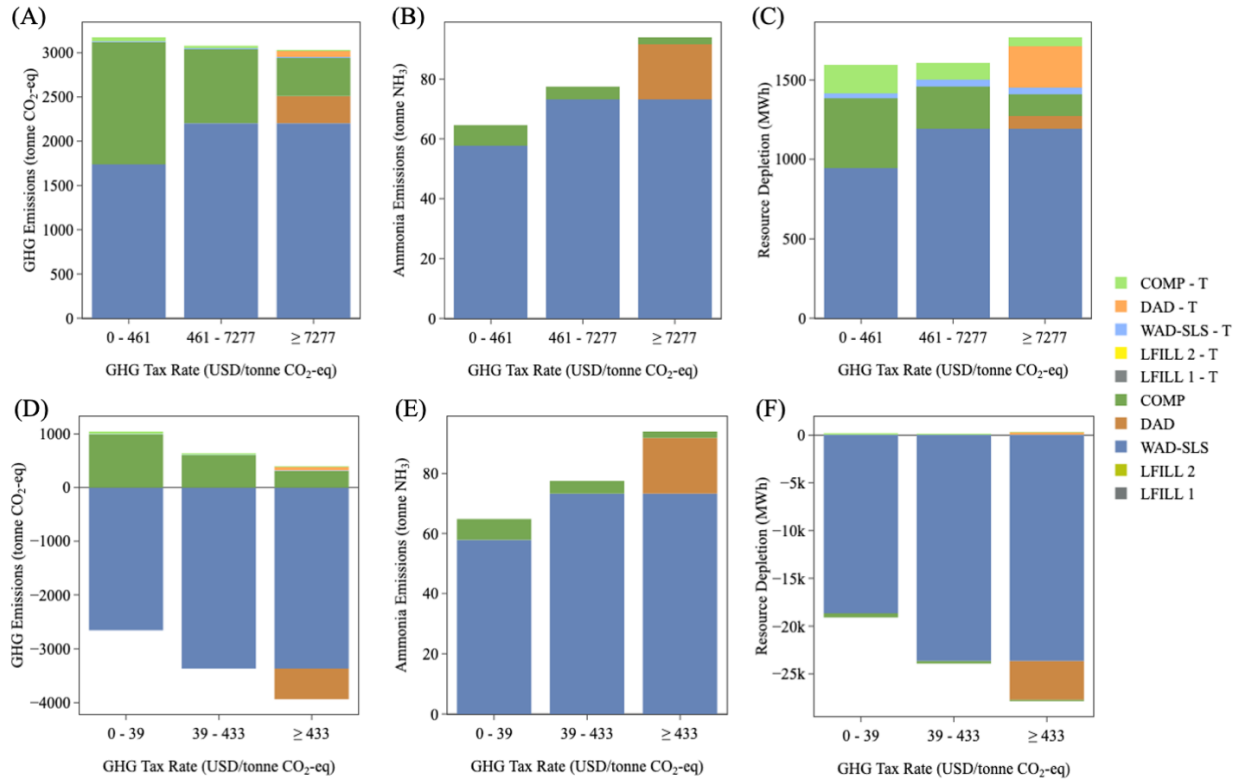 (A)
GHG Emissions (tonne CO₂-eq)
3000
2500
2000
1500
1000
500
0
0 - 461
461 - 7277
≥ 7277
GHG Tax Rate (USD/tonne CO₂-eq)
(B)
Ammonia Emissions (tonne NH₃)
80
60
40
20
0
0 - 461
461 - 7277
≥ 7277
GHG Tax Rate (USD/tonne CO₂-eq)
(C)
Resource Depletion (MWh)
1500
1000
500
0
0 - 461
461 - 7277
≥ 7277
GHG Tax Rate (USD/tonne CO₂-eq)
COMP - T
DAD - T
WAD-SLS - T
LFILL 2 - T
LFILL 1 - T
COMP
DAD
WAD-SLS
LFILL 2
LFILL 1
(D)
GHG Emissions (tonne CO₂-eq)
1000
0
−1000
−2000
−3000
−4000
0 - 39
39 - 433
≥ 433
GHG Tax Rate (USD/tonne CO₂-eq)
(E)
Ammonia Emissions (tonne NH₃)
80
60
40
20
0
0 - 39
39 - 433
≥ 433
GHG Tax Rate (USD/tonne CO₂-eq)
(F)
Resource Depletion (MWh)
0
−5k
−10k
−15k
−20k
−25k
0 - 39
39 - 433
≥ 433
GHG Tax Rate (USD/tonne CO₂-eq)